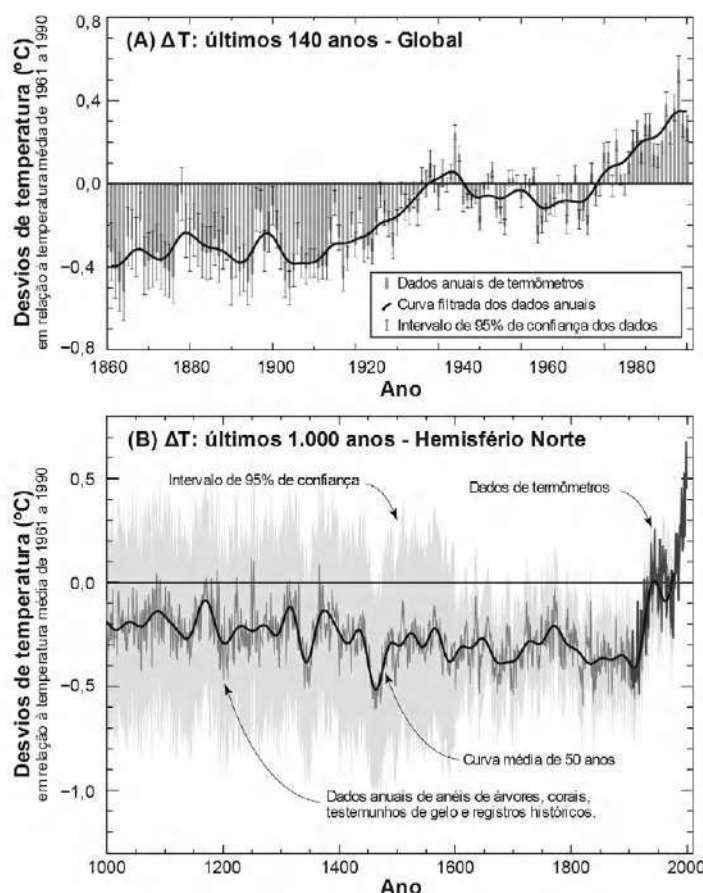 (A) ΔT: últimos 140 anos - Global
Desvios de temperatura (ºC)
em relação à temperatura média de 1961 a 1990
0,8
0,4
0,0
−0,4
−0,8
Dados anuais de termômetros
Curva filtrada dos dados anuais
Intervalo de 95% de confiança dos dados
1860
1880
1900
1920
1940
1960
1980
Ano
(B) ΔT: últimos 1.000 anos - Hemisfério Norte
Desvios de temperatura (ºC)
em relação à temperatura média de 1961 a 1990
Intervalo de 95% de confiança
Dados de termômetros
0,5
0,0
−0,5
−1,0
Curva média de 50 anos
Dados anuais de anéis de árvores, corais,
testemunhos de gelo e registros históricos.
1000
1200
1400
1600
1800
2000
Ano